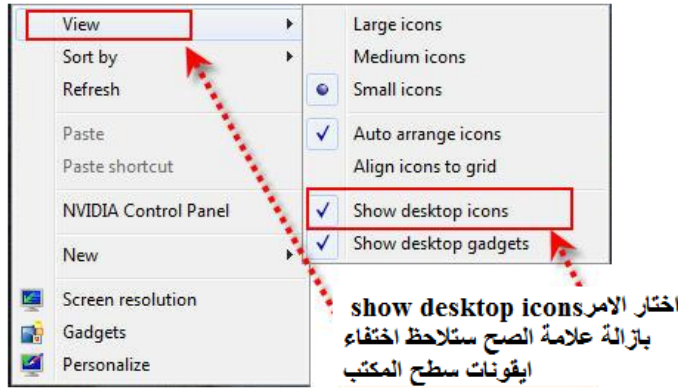 View
Sort by
Refresh
Paste
Paste shortcut
NVIDIA Control Panel
New
Screen resolution
Gadgets
Personalize
Large icons
Medium icons
Small icons
Auto arrange icons
Align icons to grid
Show desktop icons
Show desktop gadgets
اختار الامر show desktop icons
بازالة علامة الصح ستلاحظ اختفاء
ايقونات سطح المكتب